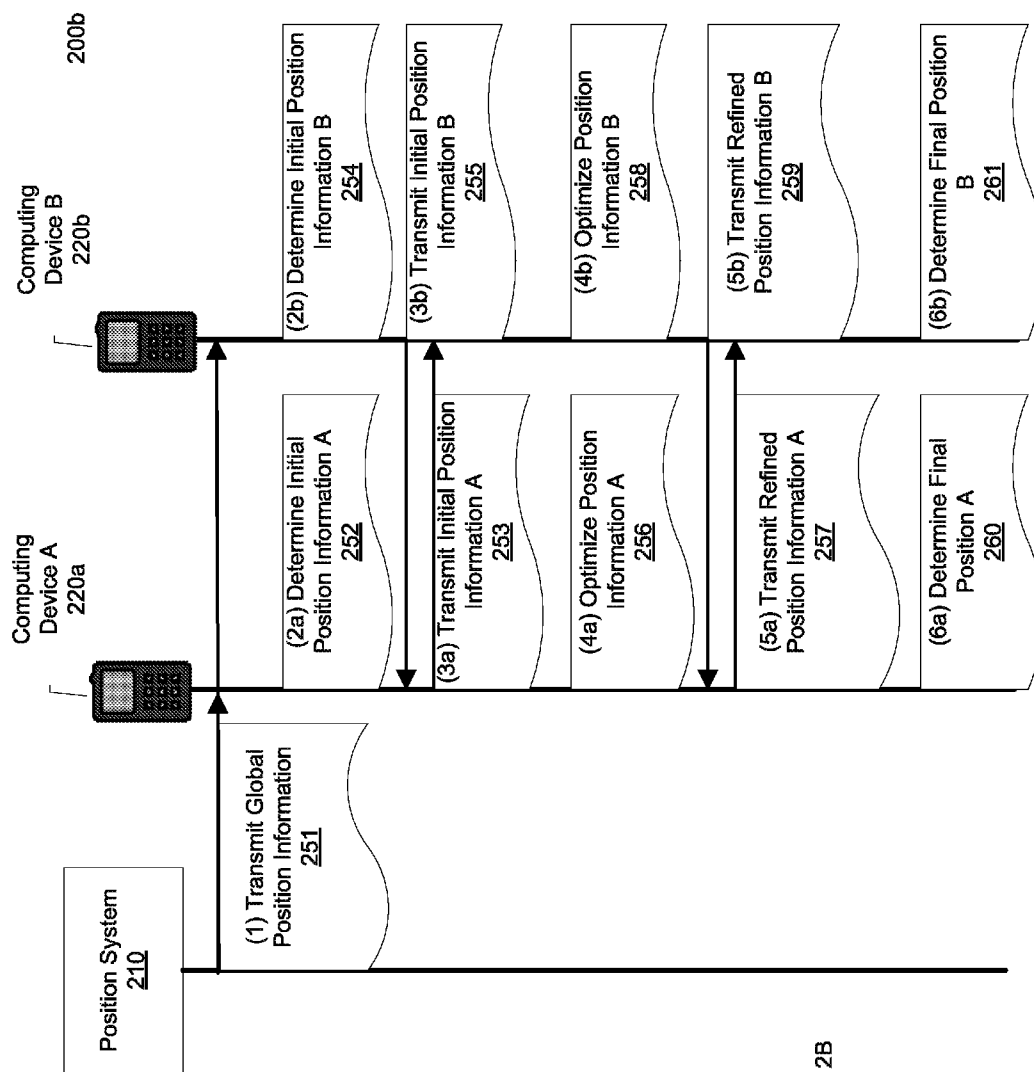 200b
Computing
Device A
220a
Computing
Device B
220b
Position System
210
(1) Transmit Global
Position Information
251
(2a) Determine Initial
Position Information A
252
(2b) Determine Initial Position
Information B
254
(3b) Transmit Initial Position
Information B
255
(3a) Transmit Initial Position
Information A
253
(4a) Optimize Position
Information A
256
(4b) Optimize Position
Information B
258
(5b) Transmit Refined
Position Information B
259
(5a) Transmit Refined
Position Information A
257
(6a) Determine Final
Position A
260
(6b) Determine Final Position
B
261
2B